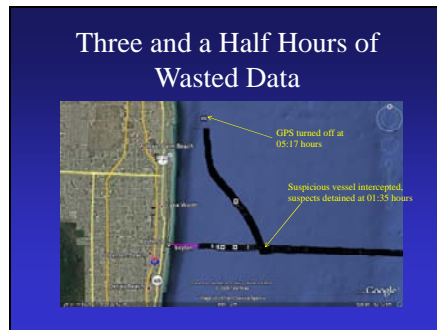 Three and a Half Hours of
Wasted Data
GPS turned off at
05:17 hours
Suspicious vessel intercepted,
suspects detained at 01:35 hours
Google